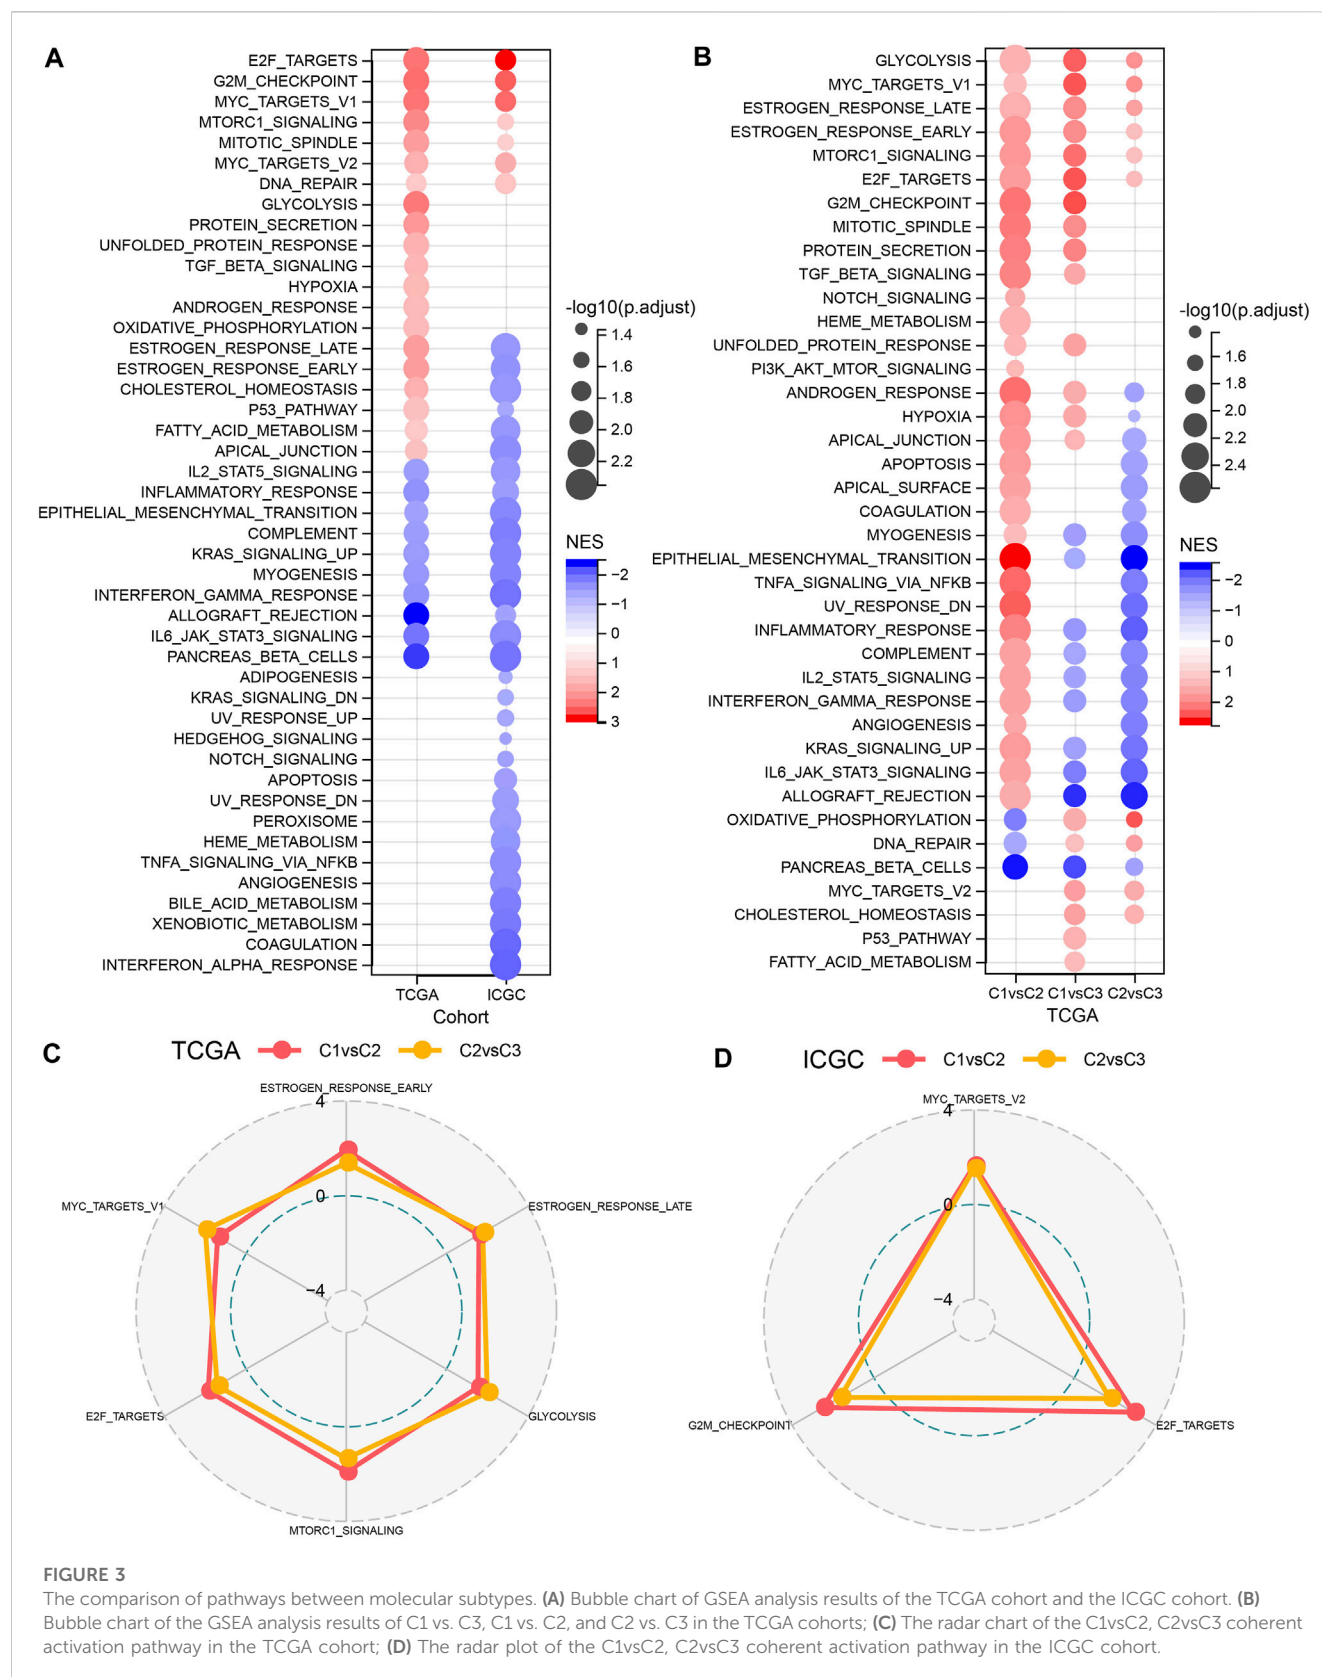 A
E2F_TARGETS
G2M_CHECKPOINT
MYC_TARGETS_V1
MTORC1_SIGNALING
MITOTIC_SPINDLE
MYC_TARGETS_V2
DNA_REPAIR
GLYCOLYSIS
PROTEIN_SECRETION
UNFOLDED_PROTEIN_RESPONSE
TGF_BETA_SIGNALING
HYPOXIA
ANDROGEN_RESPONSE
OXIDATIVE_PHOSPHORYLATION
ESTROGEN_RESPONSE_LATE
ESTROGEN_RESPONSE_EARLY
CHOLESTEROL_HOMEOSTASIS
P53_PATHWAY
FATTY_ACID_METABOLISM
APICAL_JUNCTION
IL2_STAT5_SIGNALING
INFLAMMATORY_RESPONSE
EPITHELIAL_MESENCHYMAL_TRANSITION
COMPLEMENT
KRAS_SIGNALING_UP
MYOGENESIS
INTERFERON_GAMMA_RESPONSE
ALLOGRAFT_REJECTION
IL6_JAK_STAT3_SIGNALING
PANCREAS_BETA_CELLS
ADIPOGENESIS
KRAS_SIGNALING_DN
UV_RESPONSE_UP
HEDGEHOG_SIGNALING
NOTCH_SIGNALING
APOPTOSIS
UV_RESPONSE_DN
PEROXISOME
HEME_METABOLISM
TNFA_SIGNALING_VIA_NFKB
ANGIOGENESIS
BILE_ACID_METABOLISM
XENOBIOTIC_METABOLISM
COAGULATION
INTERFERON_ALPHA_RESPONSE
TCGA ICGC
Cohort
-log10(p.adjust)
1.4
1.6
1.8
2.0
2.2
NES
−2
−1
0
1
2
3
B
GLYCOLYSIS
MYC_TARGETS_V1
ESTROGEN_RESPONSE_LATE
ESTROGEN_RESPONSE_EARLY
MTORC1_SIGNALING
E2F_TARGETS
G2M_CHECKPOINT
MITOTIC_SPINDLE
PROTEIN_SECRETION
TGF_BETA_SIGNALING
NOTCH_SIGNALING
HEME_METABOLISM
UNFOLDED_PROTEIN_RESPONSE
PI3K_AKT_MTOR_SIGNALING
ANDROGEN_RESPONSE
HYPOXIA
APICAL_JUNCTION
APOPTOSIS
APICAL_SURFACE
COAGULATION
MYOGENESIS
EPITHELIAL_MESENCHYMAL_TRANSITION
TNFA_SIGNALING_VIA_NFKB
UV_RESPONSE_DN
INFLAMMATORY_RESPONSE
COMPLEMENT
IL2_STAT5_SIGNALING
INTERFERON_GAMMA_RESPONSE
ANGIOGENESIS
KRAS_SIGNALING_UP
IL6_JAK_STAT3_SIGNALING
ALLOGRAFT_REJECTION
OXIDATIVE_PHOSPHORYLATION
DNA_REPAIR
PANCREAS_BETA_CELLS
MYC_TARGETS_V2
CHOLESTEROL_HOMEOSTASIS
P53_PATHWAY
FATTY_ACID_METABOLISM
C1vsC2 C1vsC3 C2vsC3
TCGA
-log10(p.adjust)
1.6
1.8
2.0
2.2
2.4
NES
−2
−1
0
1
2
C
TCGA C1vsC2 C2vsC3
ESTROGEN_RESPONSE_EARLY
4
MYC_TARGETS_V1
0
ESTROGEN_RESPONSE_LATE
−4
E2F_TARGETS
GLYCOLYSIS
MTORC1_SIGNALING
D
ICGC C1vsC2 C2vsC3
MYC_TARGETS_V2
4
0
−4
G2M_CHECKPOINT
E2F_TARGETS
FIGURE 3
The comparison of pathways between molecular subtypes. (A) Bubble chart of GSEA analysis results of the TCGA cohort and the ICGC cohort. (B)
Bubble chart of the GSEA analysis results of C1 vs. C3, C1 vs. C2, and C2 vs. C3 in the TCGA cohorts; (C) The radar chart of the C1vsC2, C2vsC3 coherent
activation pathway in the TCGA cohort; (D) The radar plot of the C1vsC2, C2vsC3 coherent activation pathway in the ICGC cohort.